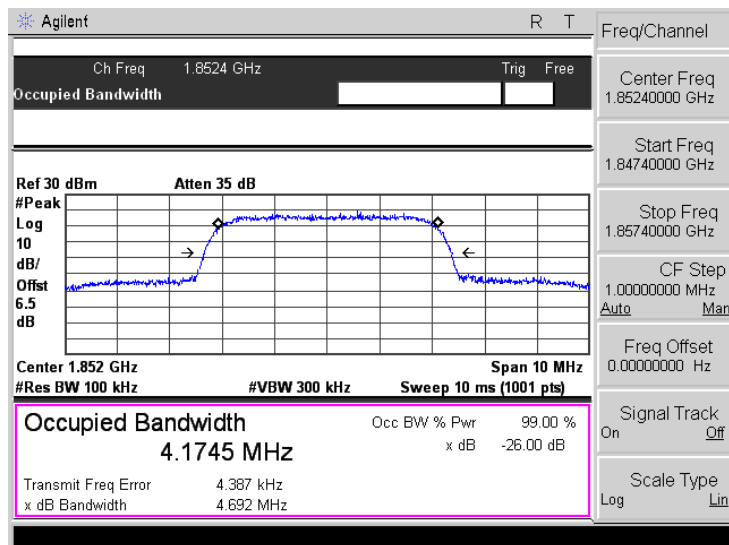 Agilent
R T
Ch Freq 1.8524 GHz Trig Free
Occupied Bandwidth
Ref 30 dBm Atten 35 dB
#Peak
Log
10
dB/
Offst
6.5
dB
Center 1.852 GHz Span 10 MHz
#Res BW 100 kHz #VBW 300 kHz Sweep 10 ms (1001 pts)
Occupied Bandwidth
4.1745 MHz
Occ BW % Pwr 99.00 %
x dB -26.00 dB
Transmit Freq Error 4.387 kHz
x dB Bandwidth 4.692 MHz
Freq/Channel
Center Freq
1.85240000 GHz
Start Freq
1.84740000 GHz
Stop Freq
1.85740000 GHz
CF Step
1.00000000 MHz
Auto Man
Freq Offset
0.00000000 Hz
Signal Track
On Off
Scale Type
Log Lin